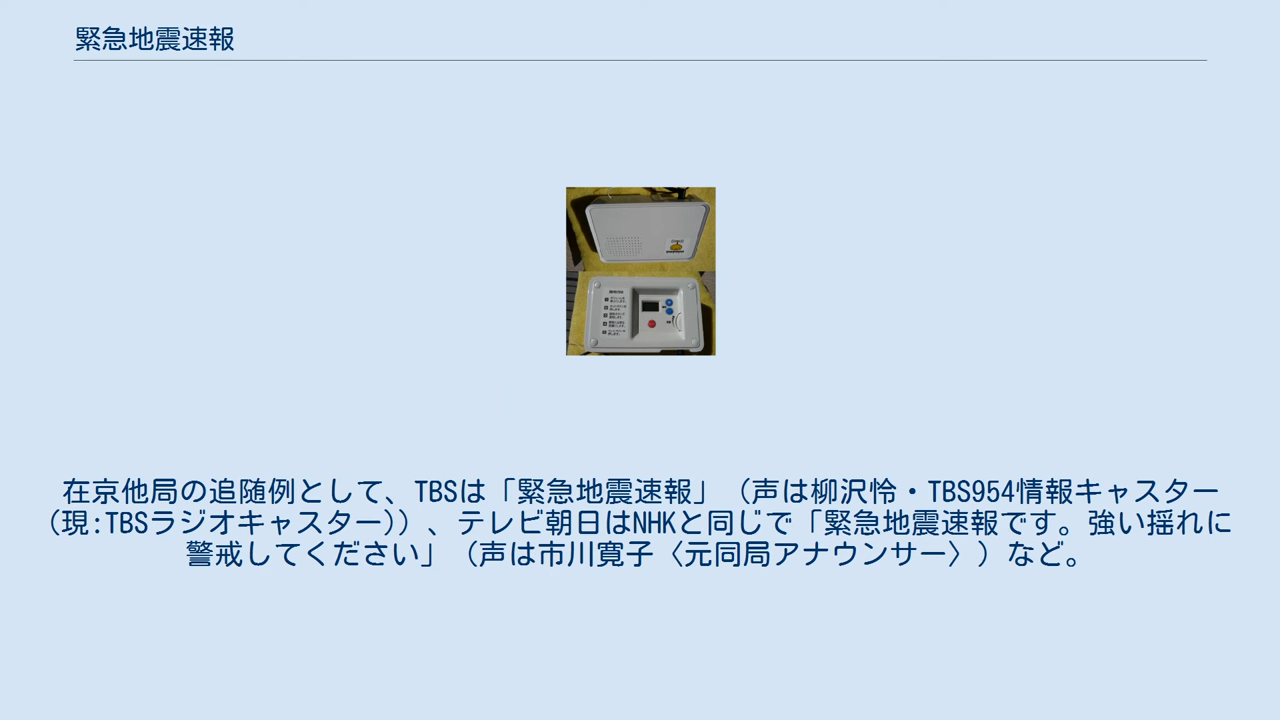 緊急地震速報
在京他局の追随例として、TBSは「緊急地震速報」（声は柳沢怜・TBS954情報キャスター
（現:TBSラジオキャスター））、テレビ朝日はNHKと同じで「緊急地震速報です。強い揺れに
警戒してください」（声は市川寛子〈元同局アナウンサー〉）など。